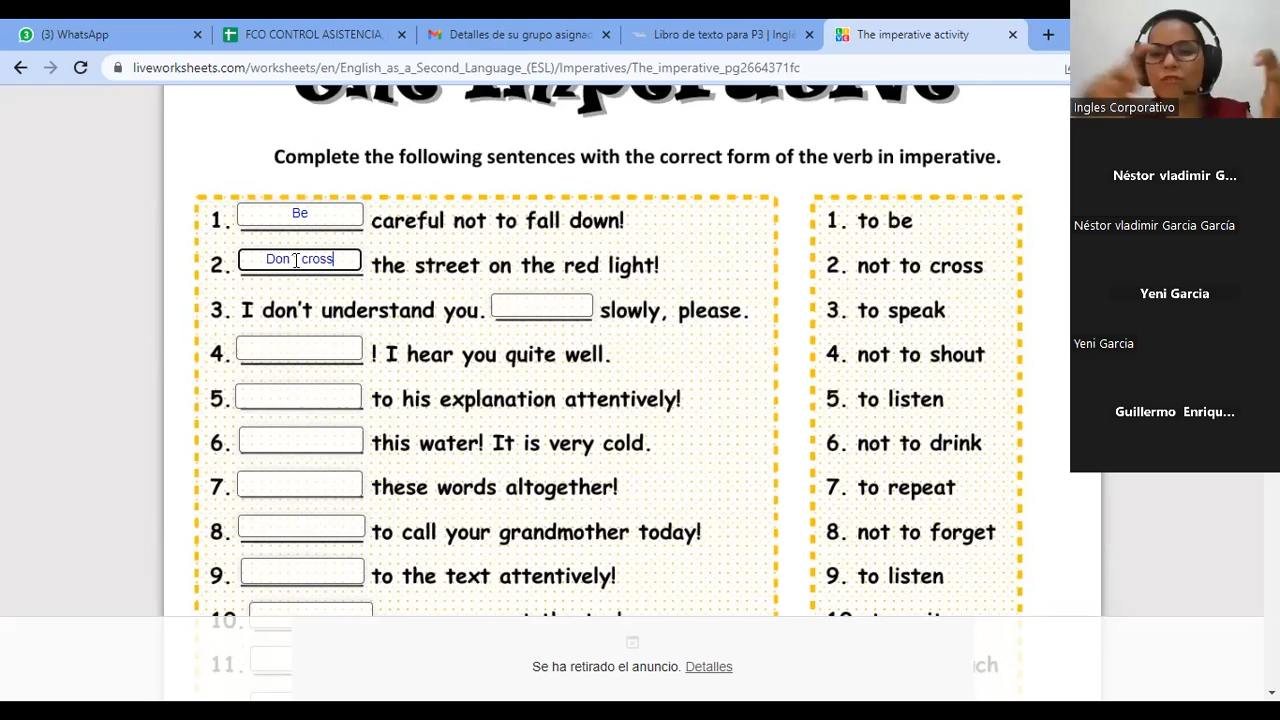 (3) WhatsApp
FCO CONTROL ASISTENCIA,
Detalles de su grupo asignad
Libro de texto para P3 | Inglé
The imperative activity
liveworksheets.com/worksheets/en/English_as_a_Second_Language_(ESL)/Imperatives/The_imperative_pg2664371fc
The Imperative
Complete the following sentences with the correct form of the verb in imperative.
1. Be careful not to fall down!
2. Don cross the street on the red light!
3. I don't understand you. slowly, please.
4. ! I hear you quite well.
5. to his explanation attentively!
6. this water! It is very cold.
7. these words altogether!
8. to call your grandmother today!
9. to the text attentively!
10.
11.
1. to be
2. not to cross
3. to speak
4. not to shout
5. to listen
6. not to drink
7. to repeat
8. not to forget
9. to listen
Se ha retirado el anuncio. Detalles
Ingles Corporativo
Néstor vladimir G...
Néstor vladimir Garcia García
Yeni Garcia
Yeni Garcia
Guillermo Enriqu...